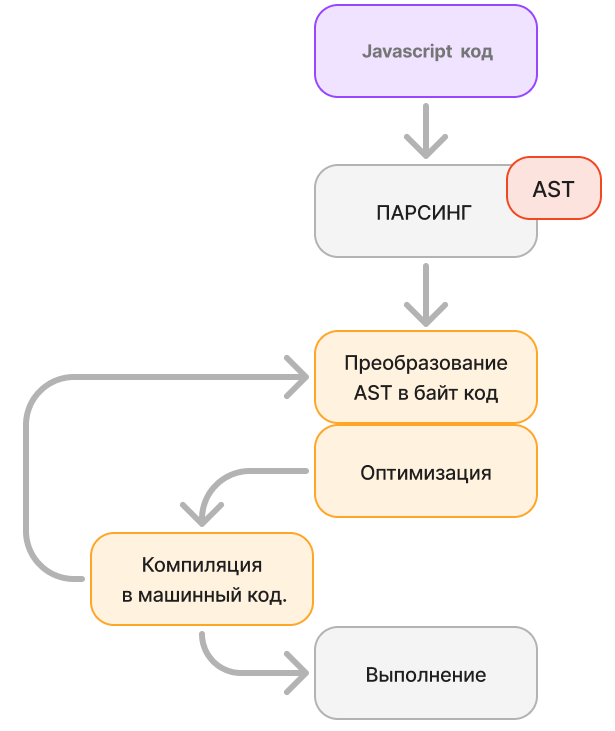 Javascript код
AST
ПАРСИНГ
Преобразование
AST в байт код
Оптимизация
Компиляция
в машинный код.
Выполнение